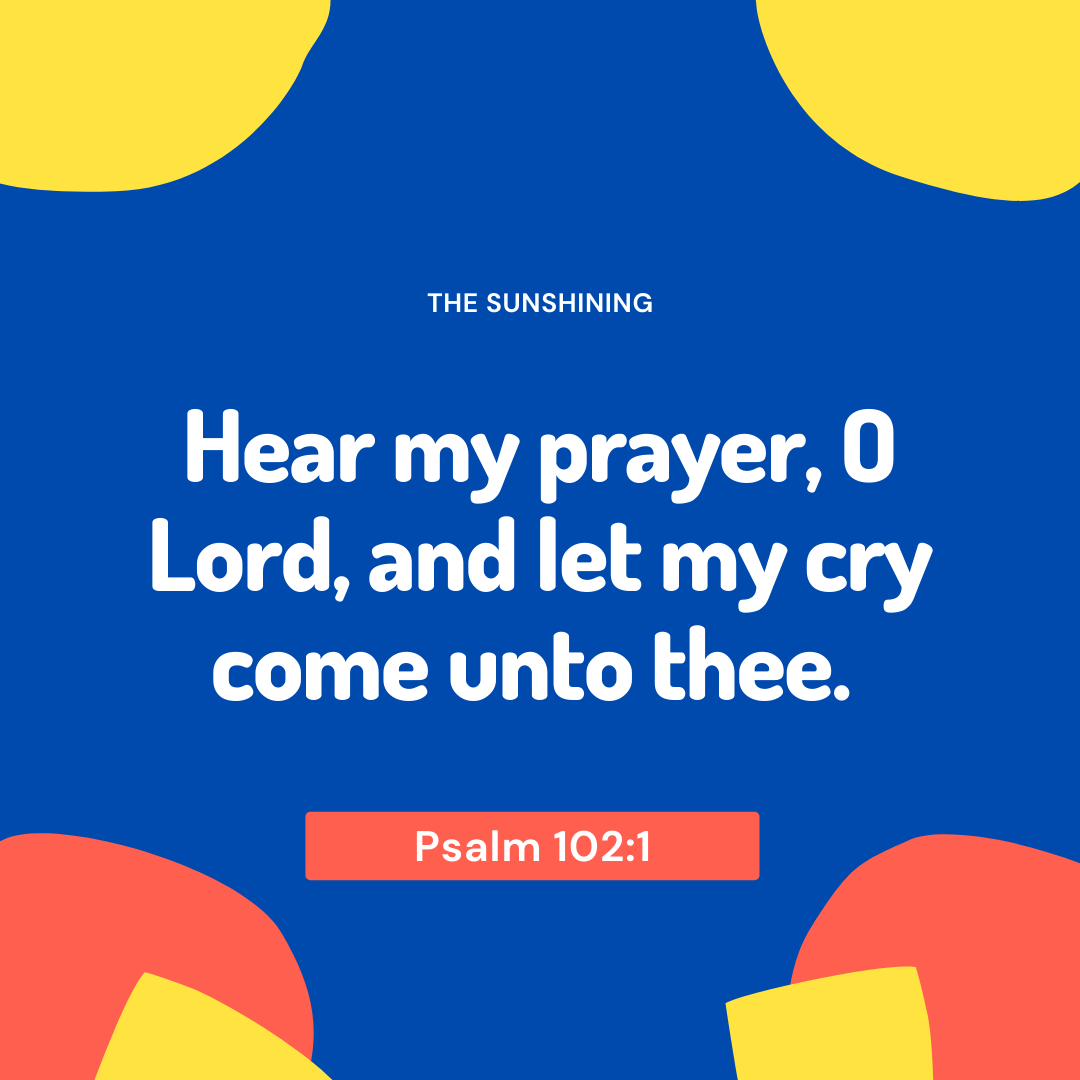 THE SUNSHINING
Hear my prayer, O
Lord, and let my cry
come unto thee.
Psalm 102:1